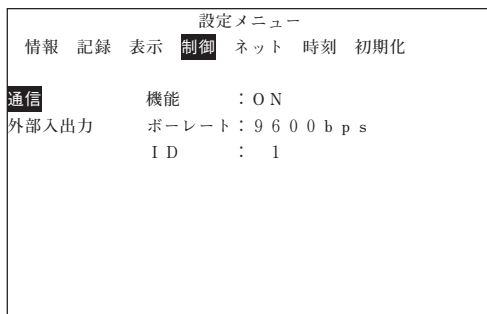 設定メニュー
情報 記録 表示 制御 ネット 時刻 初期化
通信 機能 :ON
外部入出力 ボーレート:9600bps
ID : 1